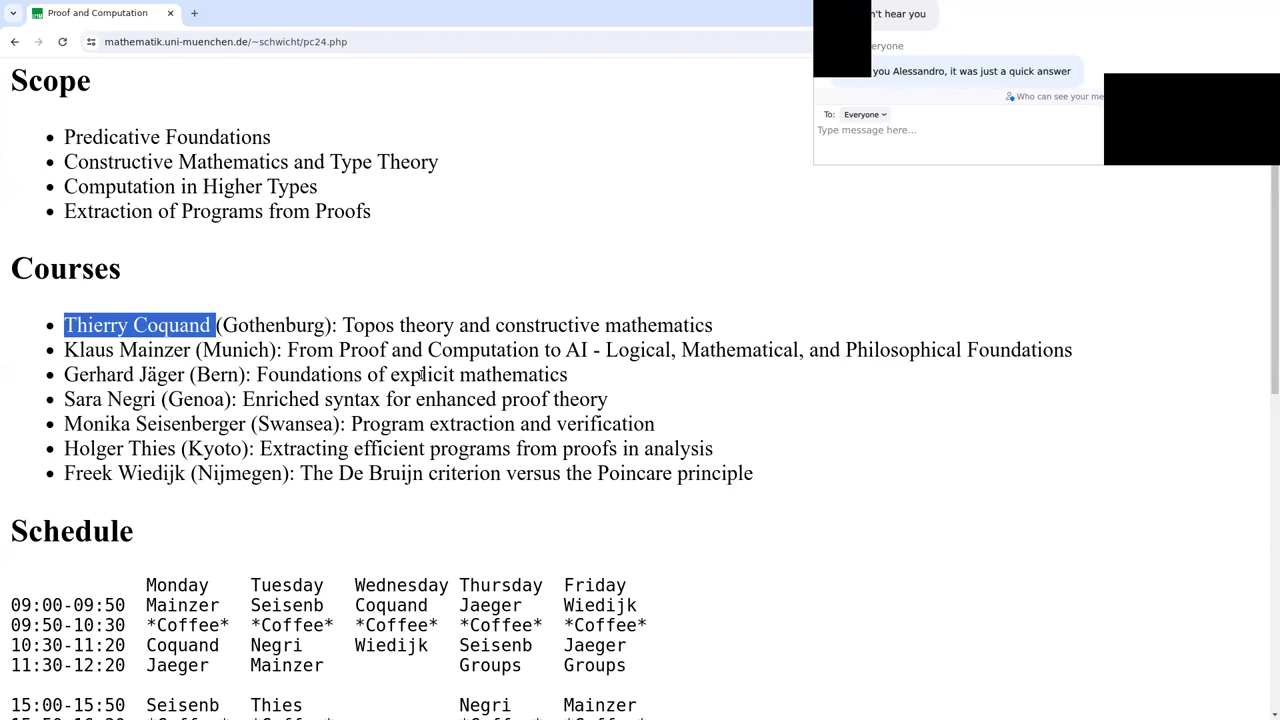 Proof and Computation
mathematik.uni-muenchen.de/~schwicht/pc24.php
hear you
you Alessandro, it was just a quick answer
Who can see your
To: Everyone
Type message here...
Scope
Predicative Foundations
Constructive Mathematics and Type Theory
Computation in Higher Types
Extraction of Programs from Proofs
Courses
Thierry Coquand (Gothenburg): Topos theory and constructive mathematics
Klaus Mainzer (Munich): From Proof and Computation to AI - Logical, Mathematical, and Philosophical Foundations
Gerhard Jäger (Bern): Foundations of explicit mathematics
Sara Negri (Genoa): Enriched syntax for enhanced proof theory
Monika Seisenberger (Swansea): Program extraction and verification
Holger Thies (Kyoto): Extracting efficient programs from proofs in analysis
Freek Wiedijk (Nijmegen): The De Bruijn criterion versus the Poincare principle
Schedule
Monday Tuesday Wednesday Thursday Friday
09:00-09:50 Mainzer Seisenb Coquand Jaeger Wiedijk
09:50-10:30 *Coffee* *Coffee* *Coffee* *Coffee* *Coffee*
10:30-11:20 Coquand Negri Wiedijk Seisenb Jaeger
11:30-12:20 Jaeger Mainzer Groups Groups
15:00-15:50 Seisenb Thies Negri Mainzer